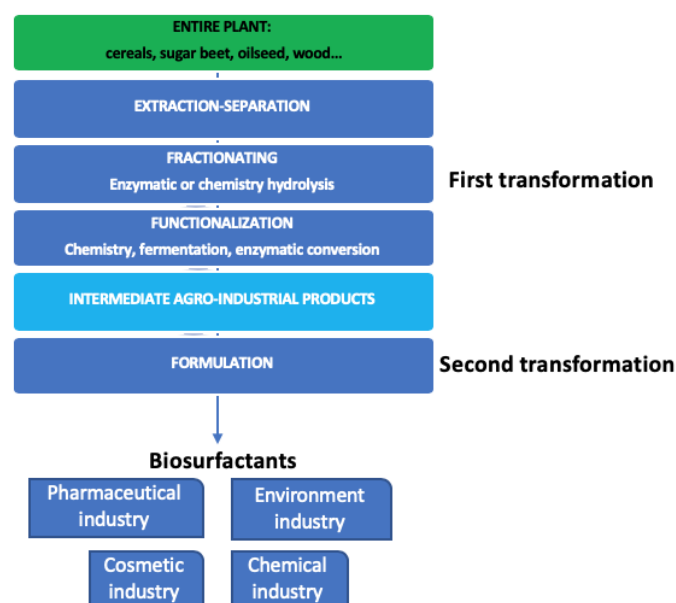 ENTIRE PLANT:
cereals, sugar beet, oilseed, wood...
EXTRACTION-SEPARATION
FRACTIONATING
Enzymatic or chemistry hydrolysis
First transformation
FUNCTIONALIZATION
Chemistry, fermentation, enzymatic conversion
INTERMEDIATE AGRO-INDUSTRIAL PRODUCTS
FORMULATION
Second transformation
Biosurfactants
Pharmaceutical
industry
Environment
industry
Cosmetic
industry
Chemical
industry